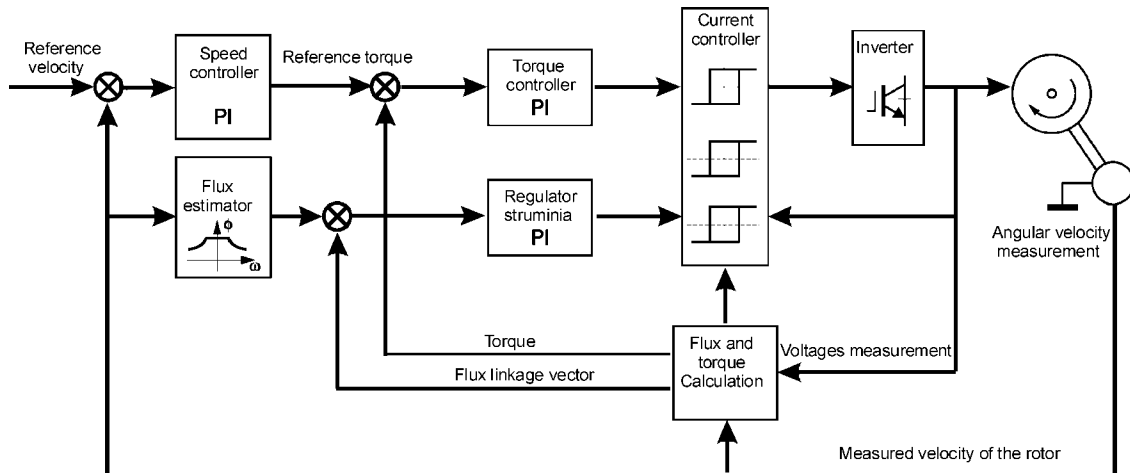 Reference
velocity
Speed
controller
PI
Reference torque
Torque
controller
PI
Current
controller
Inverter
Flux
estimator
ϕ
ω
Regulator
struminia
PI
Angular velocity
measurement
Torque
Flux linkage vector
Flux and
torque
Calculation
Voltages measurement
Measured velocity of the rotor